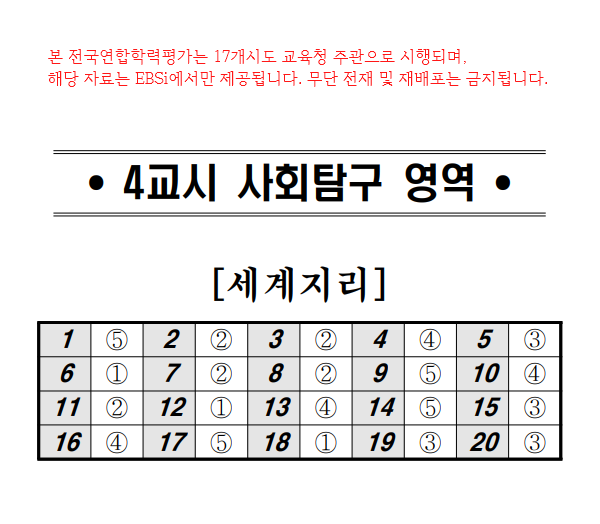 본 전국연합학력평가는 17개시도 교육청 주관으로 시행되며,
해당 자료는 EBSi에서만 제공됩니다. 무단 전재 및 재배포는 금지됩니다.
• 4교시 사회탐구 영역 •
[세계지리]
1 ⑤ 2 ② 3 ② 4 ④ 5 ③
6 ① 7 ② 8 ② 9 ⑤ 10 ④
11 ② 12 ① 13 ④ 14 ⑤ 15 ③
16 ④ 17 ⑤ 18 ① 19 ③ 20 ③